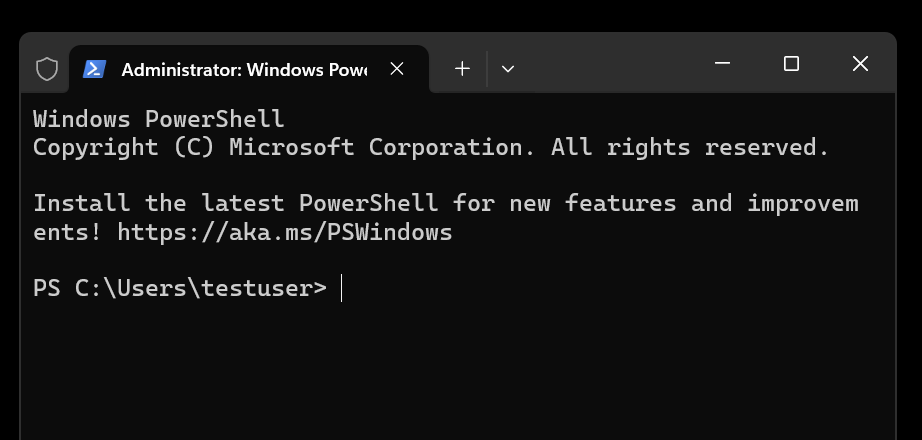 Administrator: Windows Pow
Windows PowerShell
Copyright (C) Microsoft Corporation. All rights reserved.
Install the latest PowerShell for new features and improvem
ents! https://aka.ms/PSWindows
PS C:\Users\testuser>